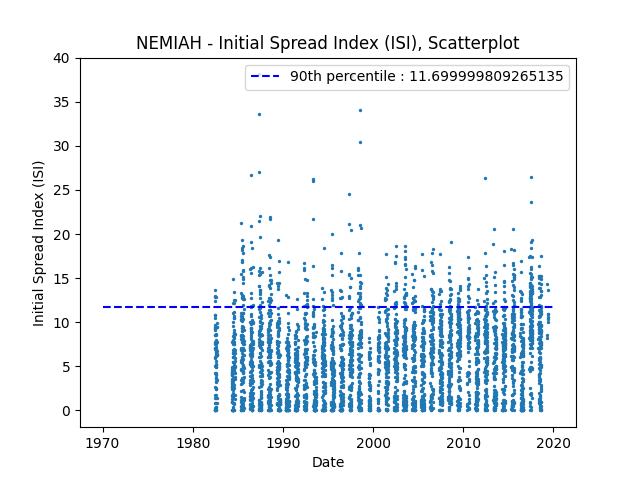 NEMIAH - Initial Spread Index (ISI), Scatterplot
90th percentile : 11.699999809265135
Initial Spread Index (ISI)
40
35
30
25
20
15
10
5
0
1970 1980 1990 2000 2010 2020
Date